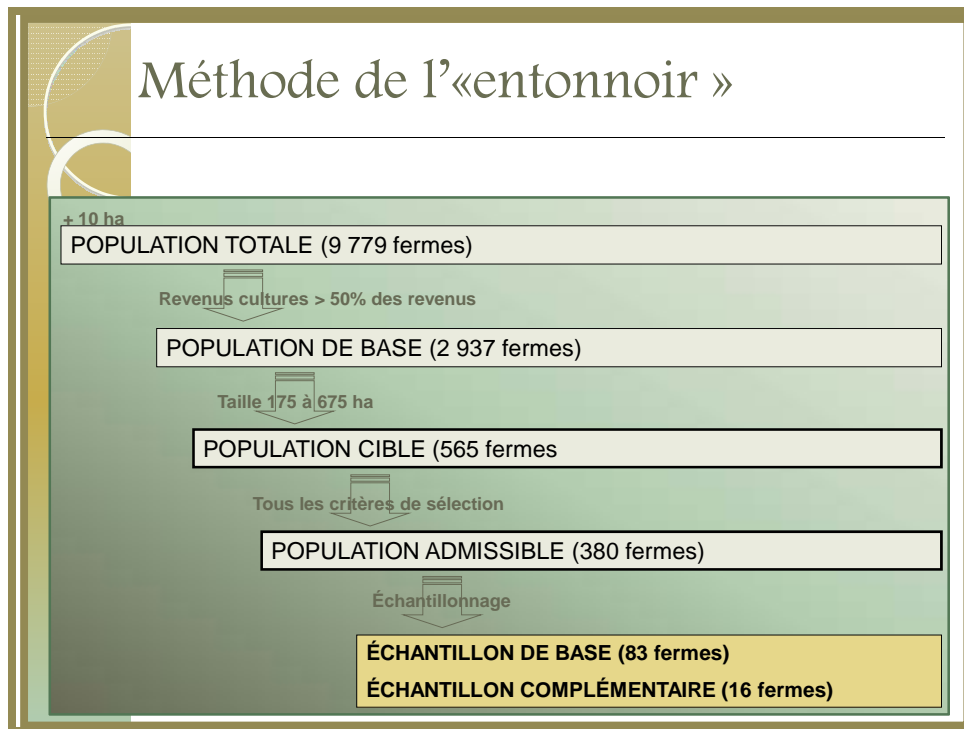 Méthode de l’«entonnoir »
+ 10 ha
POPULATION TOTALE (9 779 fermes)
Revenus cultures > 50% des revenus
POPULATION DE BASE (2 937 fermes)
Taille 175 à 675 ha
POPULATION CIBLE (565 fermes
Tous les critères de sélection
POPULATION ADMISSIBLE (380 fermes)
Échantillonnage
ÉCHANTILLON DE BASE (83 fermes)
ÉCHANTILLON COMPLÉMENTAIRE (16 fermes)